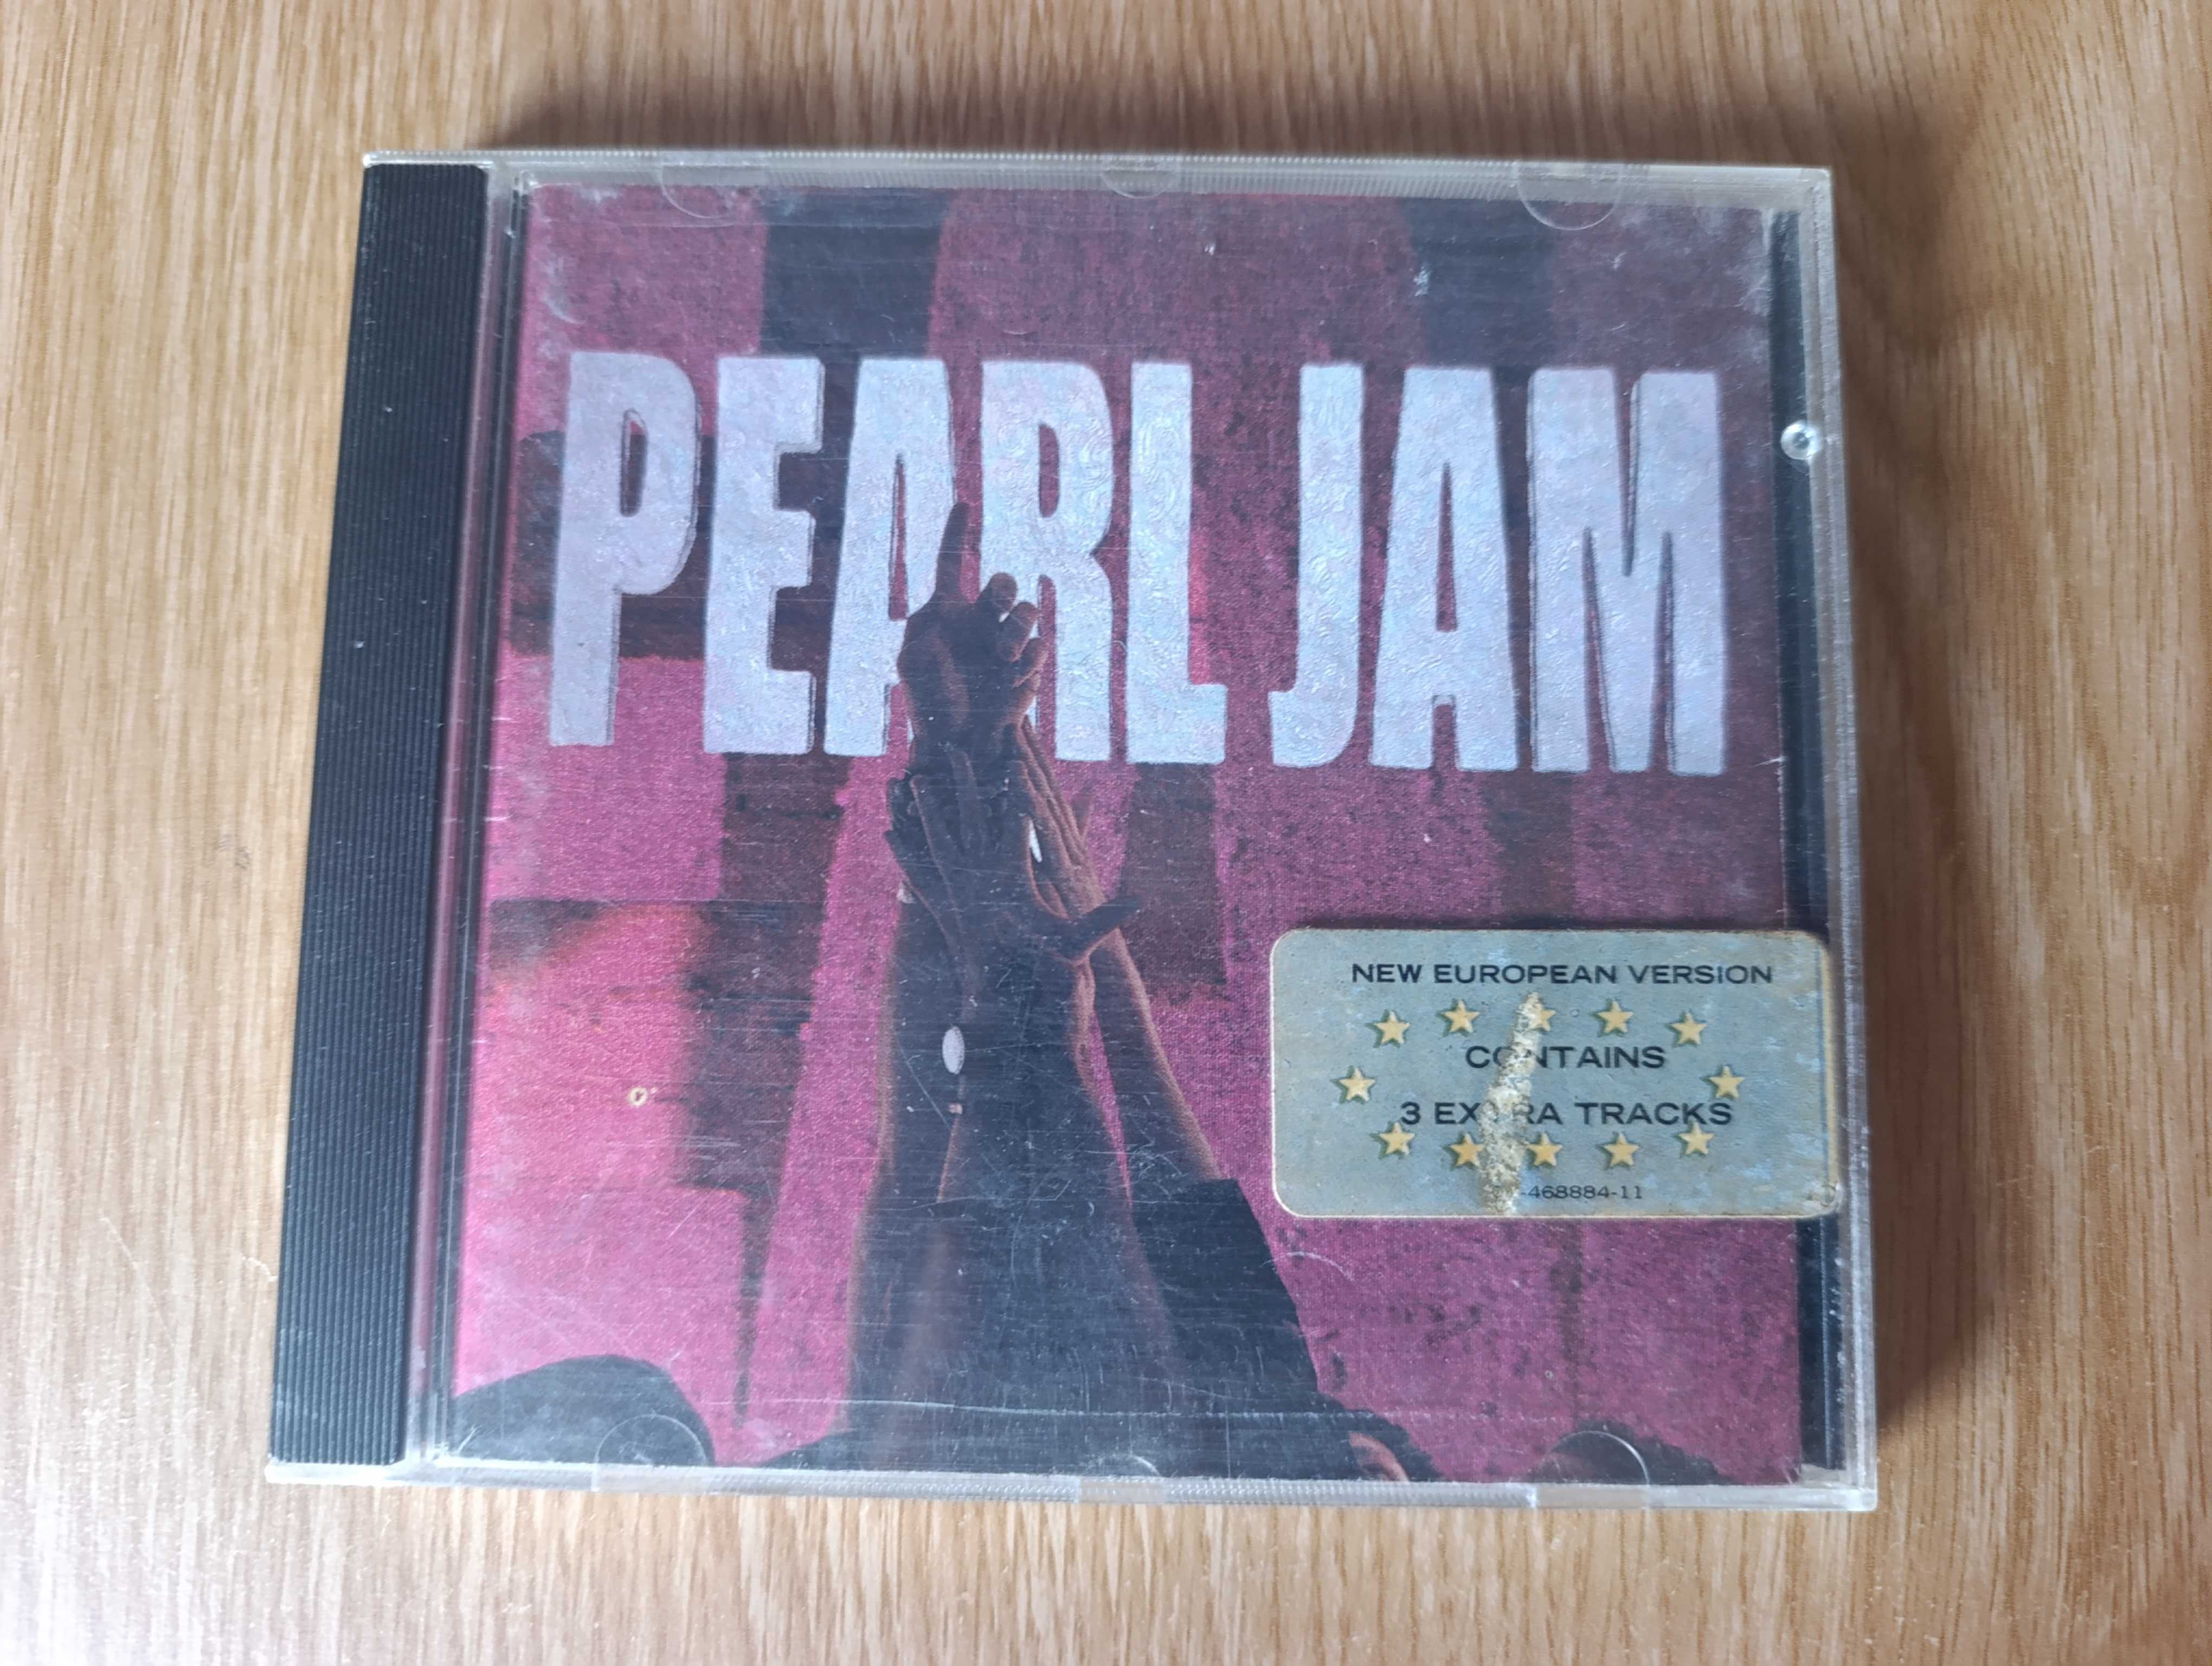 PEARL JAM
NEW EUROPEAN VERSION
CONTAINS
3 EXTRA TRACKS
-468884-11